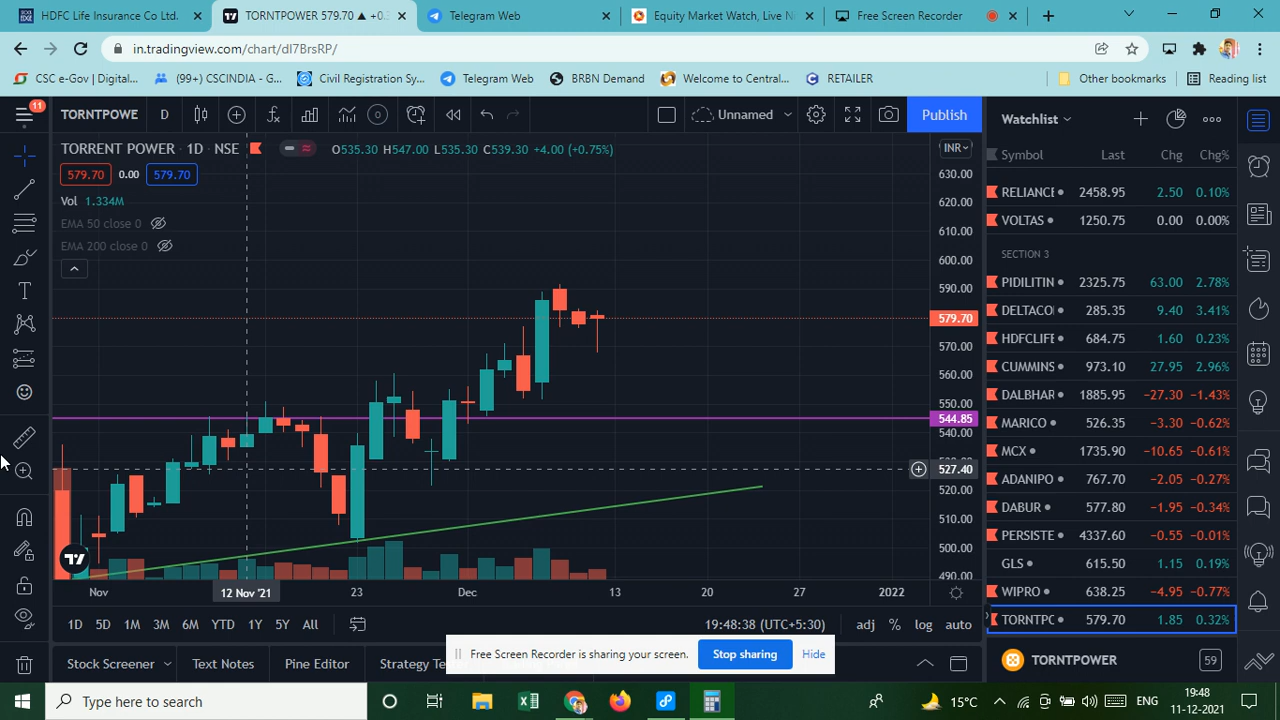 HDFC Life Insurance Co Ltd.
TORNTPOWER 579.70 ▲ +0.3
Telegram Web
Equity Market Watch, Live N
Free Screen Recorder
in.tradingview.com/chart/dI7BrsRP/
CSC e-Gov | Digital...
(99+) CSCINDIA - G...
Civil Registration Sy...
Telegram Web
BRBN Demand
Welcome to Central...
RETAILER
Other bookmarks
Reading list
11
TORNTPOWE
D
Unnamed
Publish
TORRENT POWER · 1D · NSE
O535.30 H547.00 L535.30 C539.30 +4.00 (+0.75%)
579.70 0.00 579.70
Vol 1.334M
EMA 50 close 0
EMA 200 close 0
INR
630.00
620.00
610.00
600.00
590.00
579.70
570.00
560.00
550.00
544.85
540.00
527.40
520.00
510.00
500.00
490.00
Nov
12 Nov '21
23
Dec
13
20
27
2022
1D 5D 1M 3M 6M YTD 1Y 5Y All
19:48:38 (UTC+5:30)
adj % log auto
Stock Screener
Text Notes
Pine Editor
Strategy Te
Free Screen Recorder is sharing your screen.
Stop sharing
Hide
Watchlist
Symbol Last Chg Chg%
RELIANCE 2458.95 2.50 0.10%
VOLTAS 1250.75 0.00 0.00%
SECTION 3
PIDILITIN 2325.75 63.00 2.78%
DELTACO 285.35 9.40 3.41%
HDFCLIFE 684.75 1.60 0.23%
CUMMINS 973.10 27.95 2.96%
DALBHAR 1885.95 −27.30 −1.43%
MARICO 526.35 −3.30 −0.62%
MCX 1735.90 −10.65 −0.61%
ADANIPO 767.70 −2.05 −0.27%
DABUR 577.80 −1.95 −0.34%
PERSISTE 4337.60 −0.55 −0.01%
GLS 615.50 1.15 0.19%
WIPRO 638.25 −4.95 −0.77%
TORNTPC 579.70 1.85 0.32%
TORNTPOWER
59
Type here to search
15°C
ENG
19:48
11-12-2021